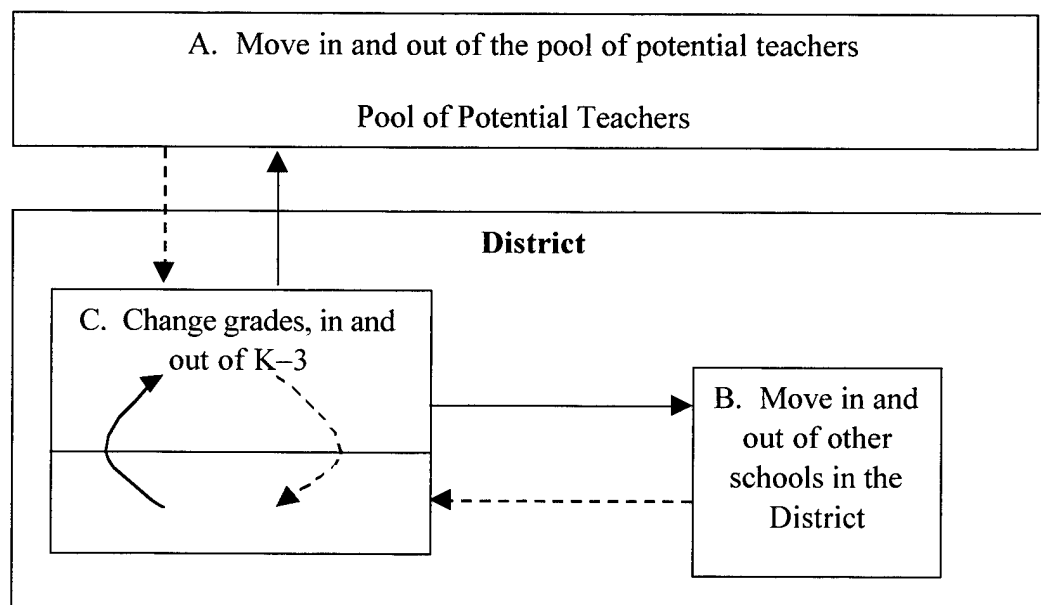 A. Move in and out of the pool of potential teachers
Pool of Potential Teachers
District
C. Change grades, in and
out of K–3
B. Move in and
out of other
schools in the
District